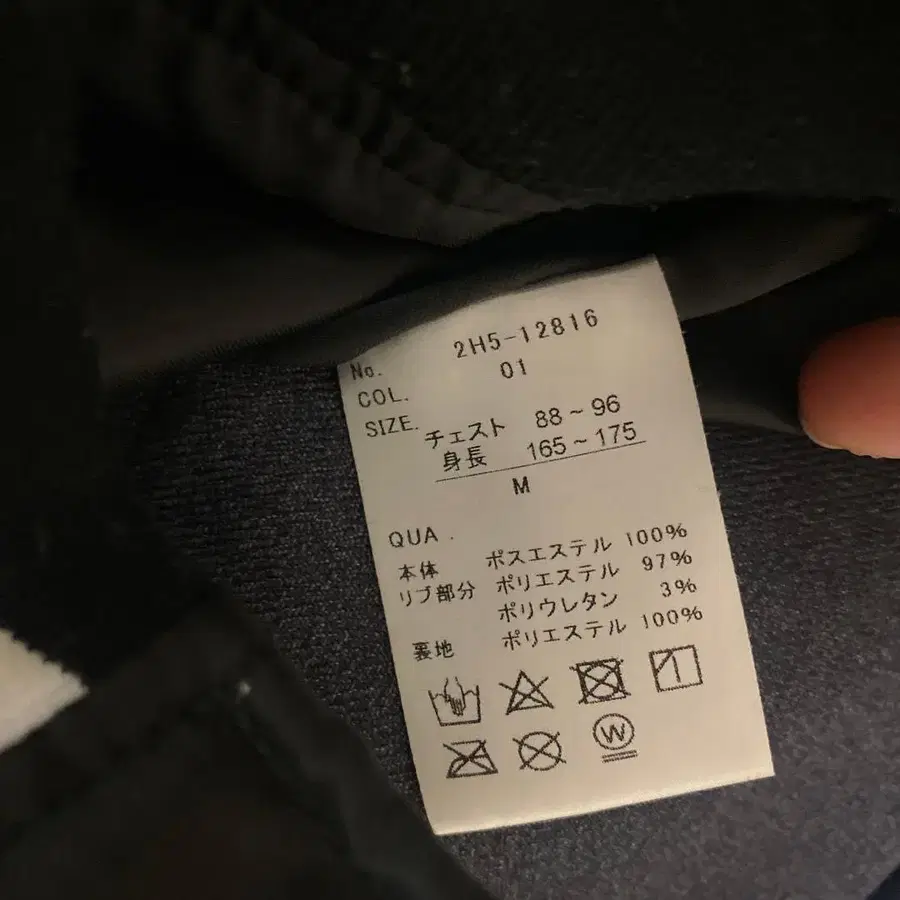 No. 2H5-12816
COL. 01
SIZE. チェスト 88~96
身長 165~175
M
QUA.
本体 ポスエステル 100%
リブ部分 ポリエステル 97%
ポリウレタン 3%
裏地 ポリエステル 100%
W